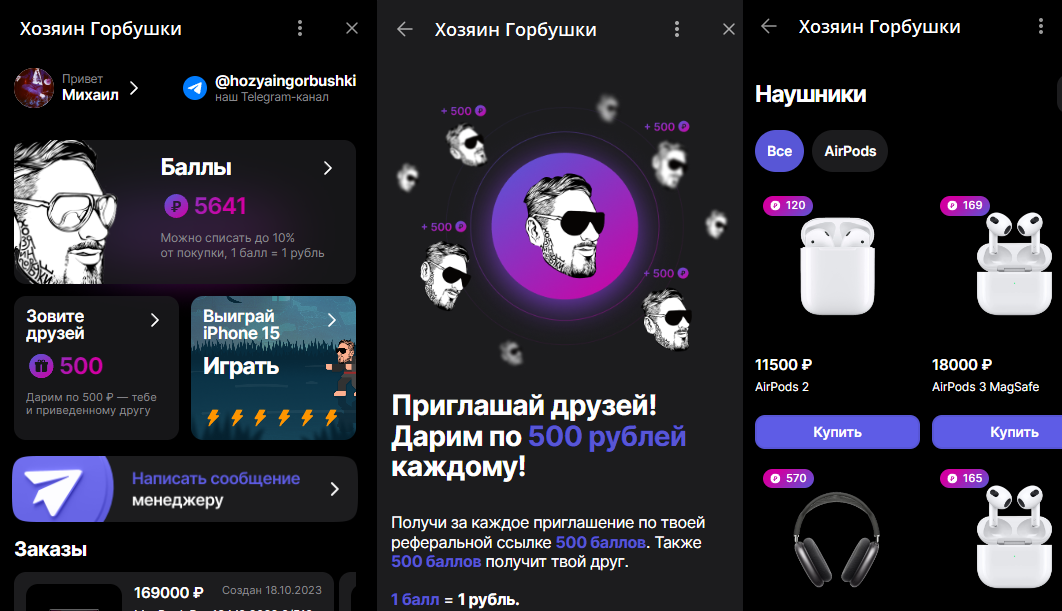 Хозяин Горбушки
Привет
Михаил
@hozyaingorbushki
наш Telegram-канал
Баллы
5641
Можно списать до 10%
от покупки, 1 балл = 1 рубль
Зовите
друзей
500
Дарим по 500 ₽ — тебе
и приведенному другу
Выиграй
iPhone 15
Играть
Написать сообщение
менеджеру
Заказы
169000 ₽
Создан 18.10.2023
Хозяин Горбушки
+ 500 ₽
+ 500 ₽
+ 500 ₽
+ 500 ₽
Приглашай друзей!
Дарим по 500 рублей
каждому!
Получи за каждое приглашение по твоей
реферальной ссылке 500 баллов. Также
500 баллов получит твой друг.
1 балл = 1 рубль.
Хозяин Горбушки
Наушники
Все
AirPods
₽ 120
₽ 169
11500 ₽
18000 ₽
AirPods 2
AirPods 3 MagSafe
Купить
Купить
₽ 570
₽ 165